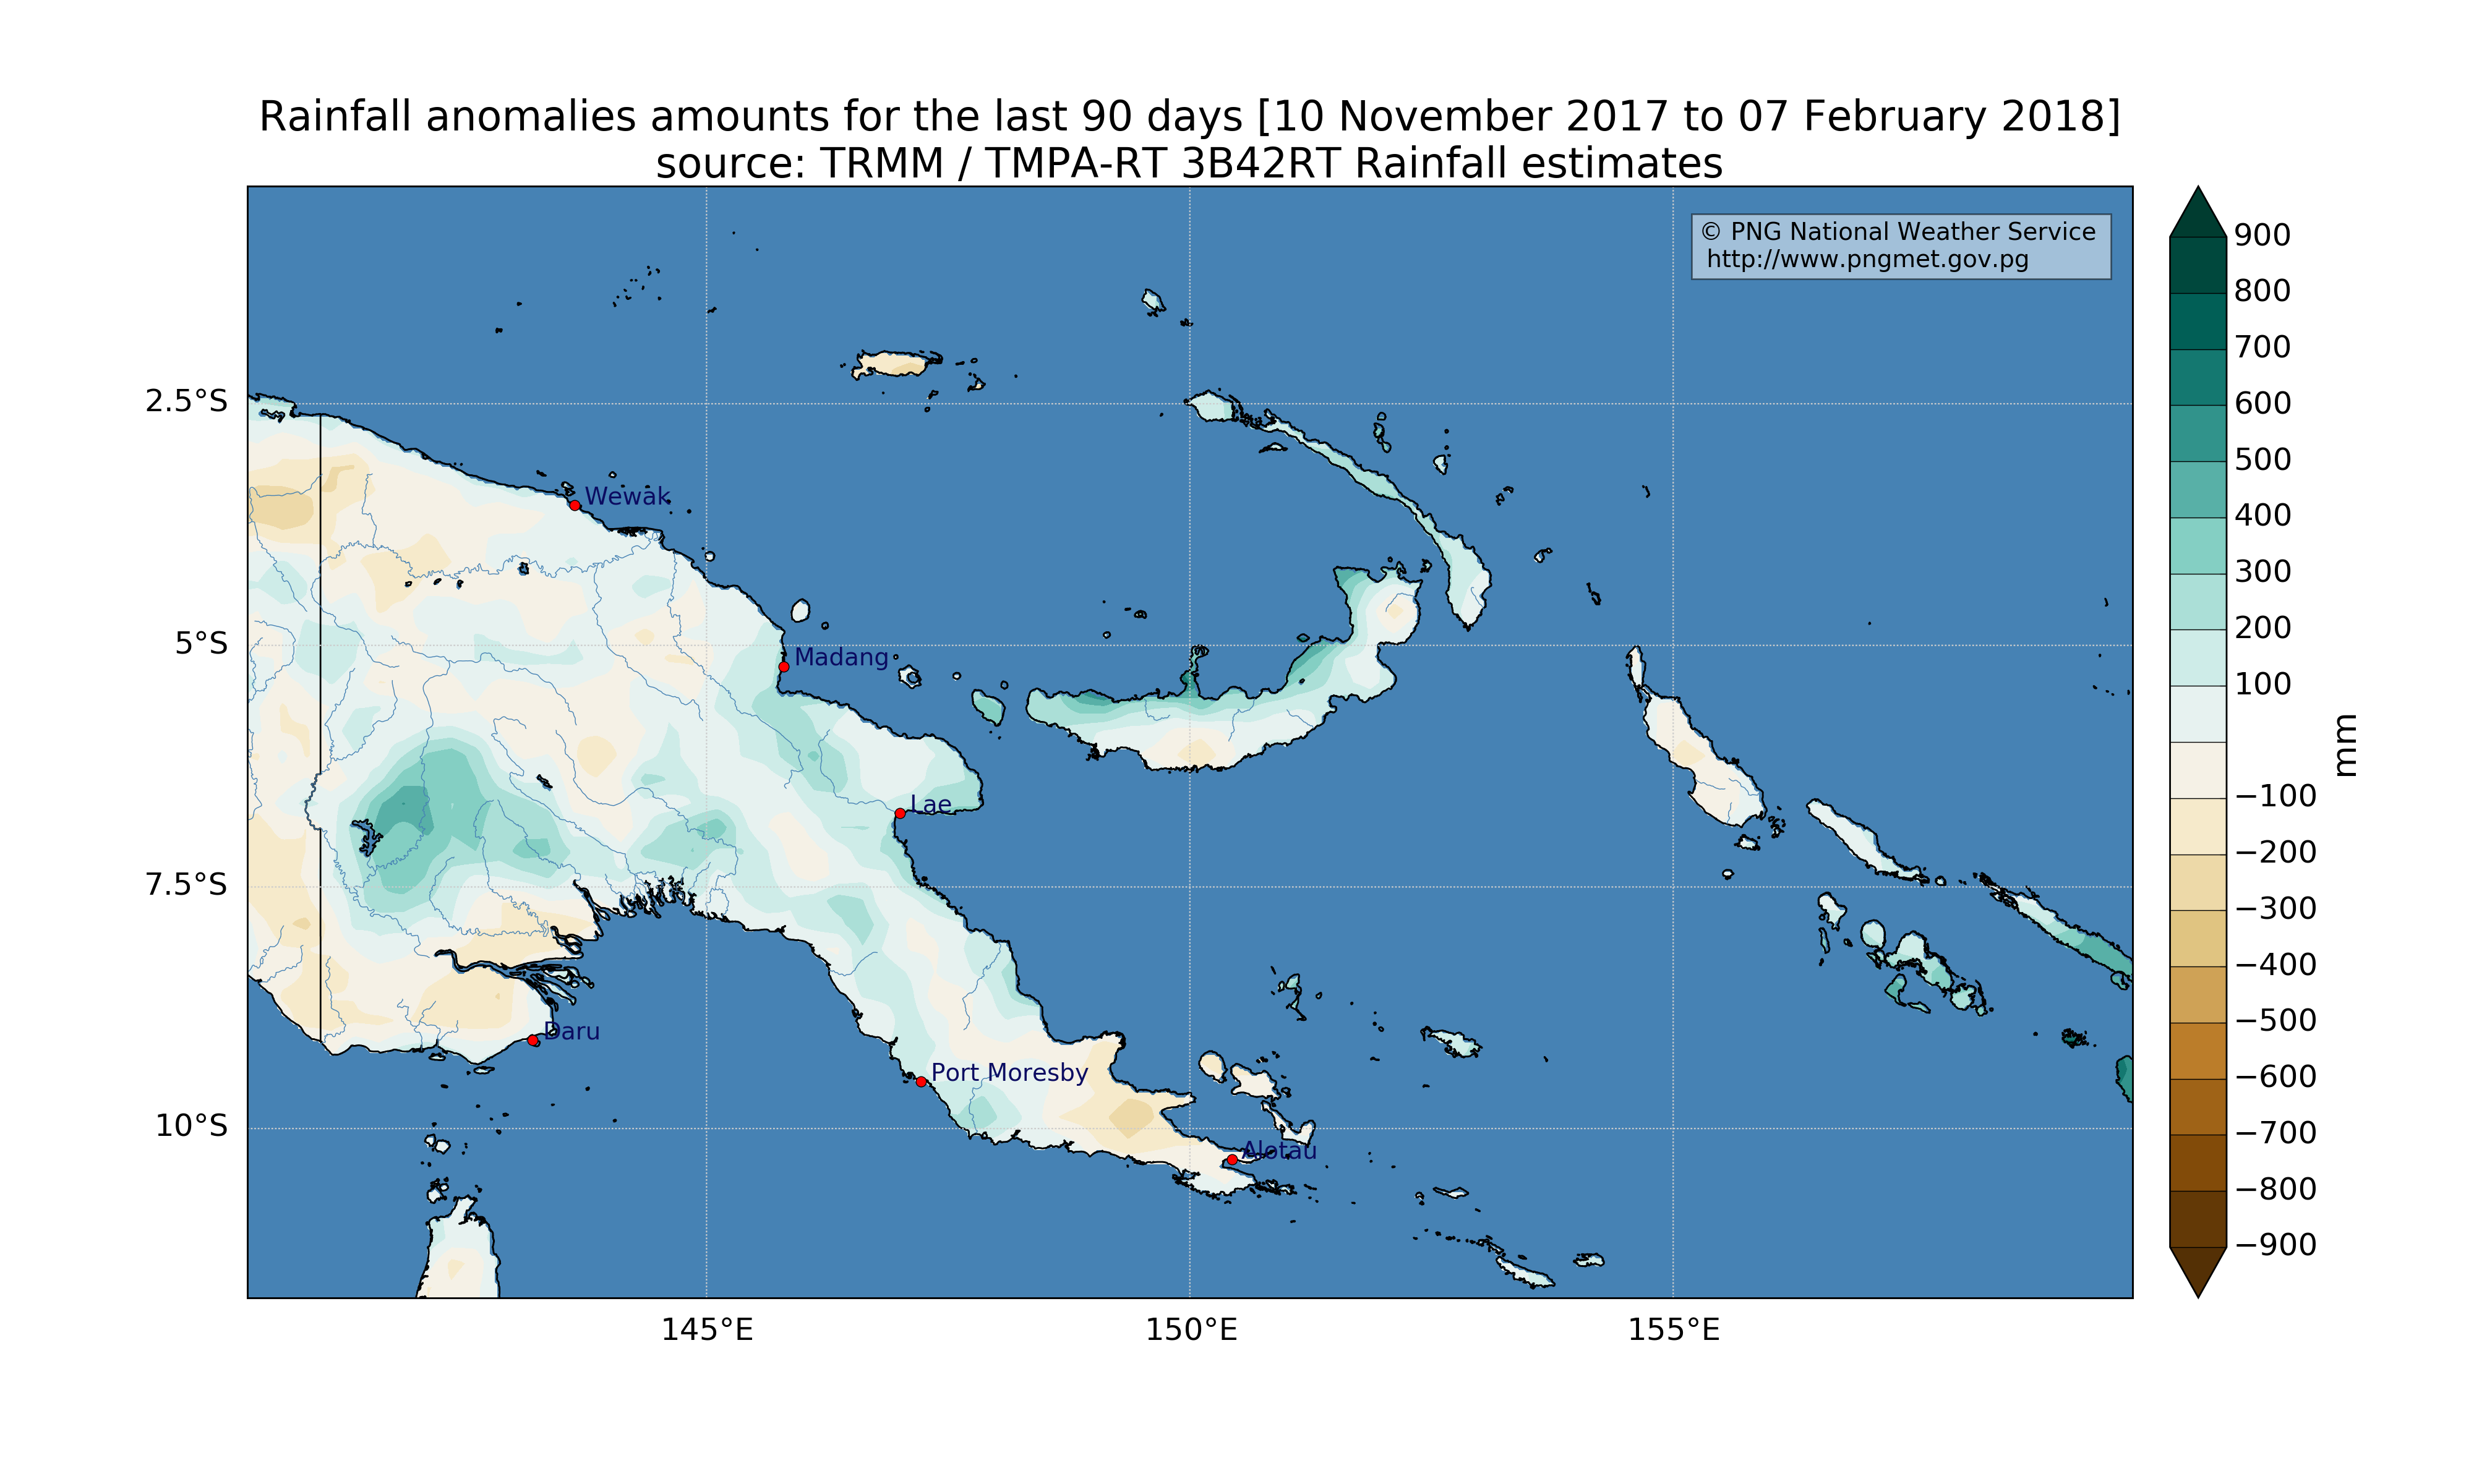 Rainfall anomalies amounts for the last 90 days [10 November 2017 to 07 February 2018]
source: TRMM / TMPA-RT 3B42RT Rainfall estimates
© PNG National Weather Service
http://www.pngmet.gov.pg
2.5°S
5°S
7.5°S
10°S
Wewak
Madang
Lae
Daru
Port Moresby
Alotau
145°E
150°E
155°E
900
800
700
600
500
400
300
200
100
−100
−200
−300
−400
−500
−600
−700
−800
−900
mm